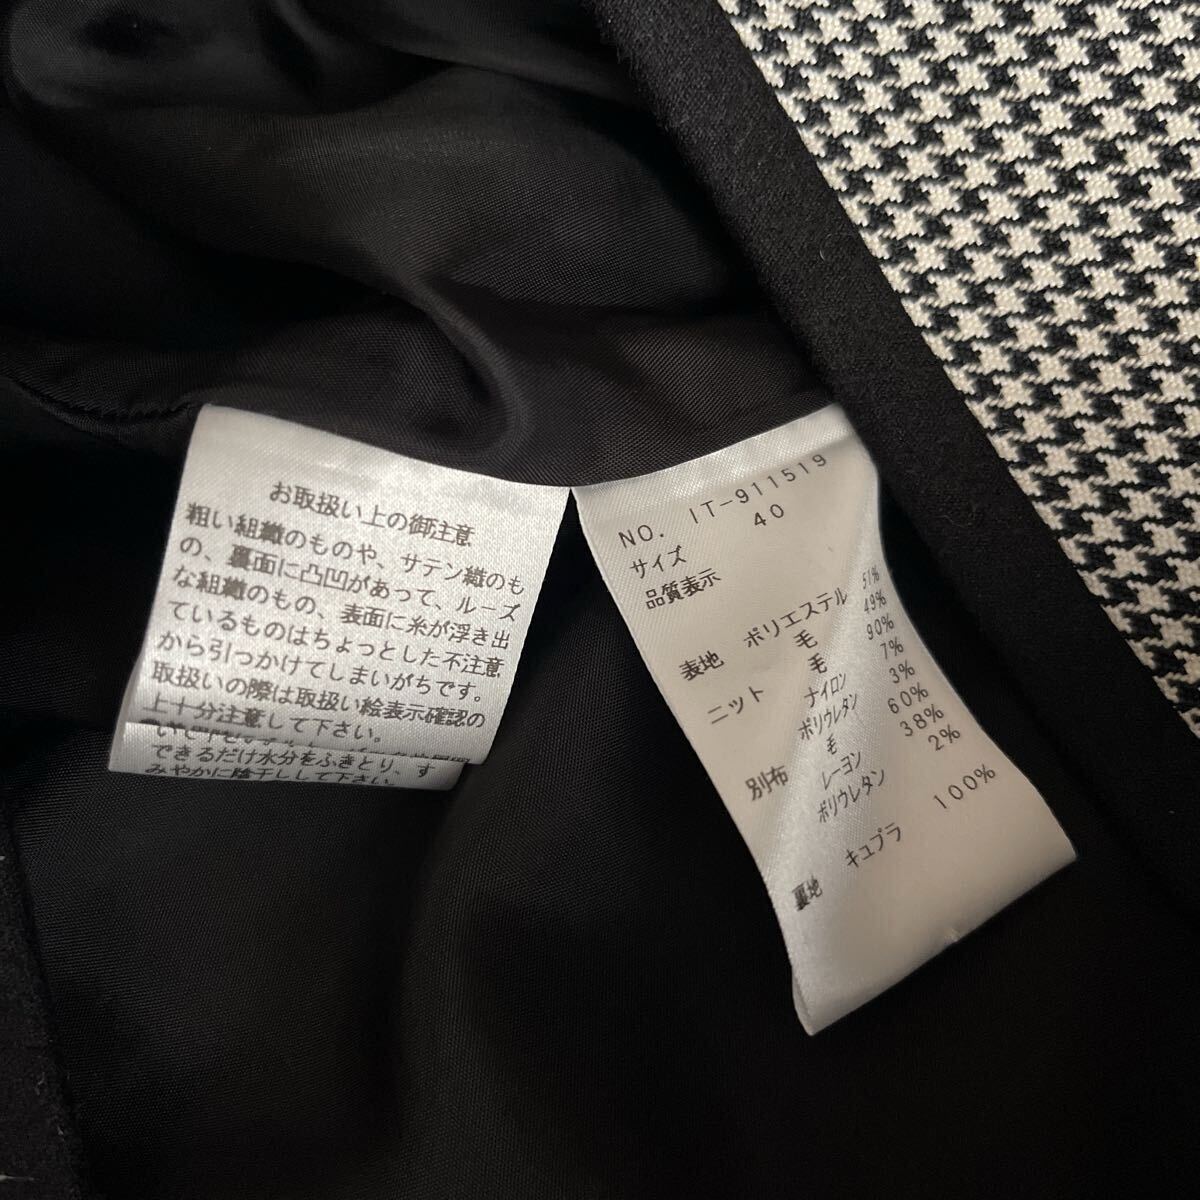 お取扱い上の御注意
粗い組織のものや、サテン織のも
の、裏面に凸凹があって、ルーズ
な組織のもの、表面に糸が浮き出
ているものはちょっとした不注意
から引っかけてしまいがちです。
取扱いの際は取扱い絵表示確認の
上十分注意して下さい。
できるだけ水分をふきとり、す
みやかに陰干しして下さい。
NO. IT-911519
サイズ 40
品質表示
表地 ポリエステル 51%
毛 49%
ニット 毛 90%
ナイロン 7%
ポリウレタン 3%
別布 毛 60%
レーヨン 38%
ポリウレタン 2%
裏地 キュプラ 100%